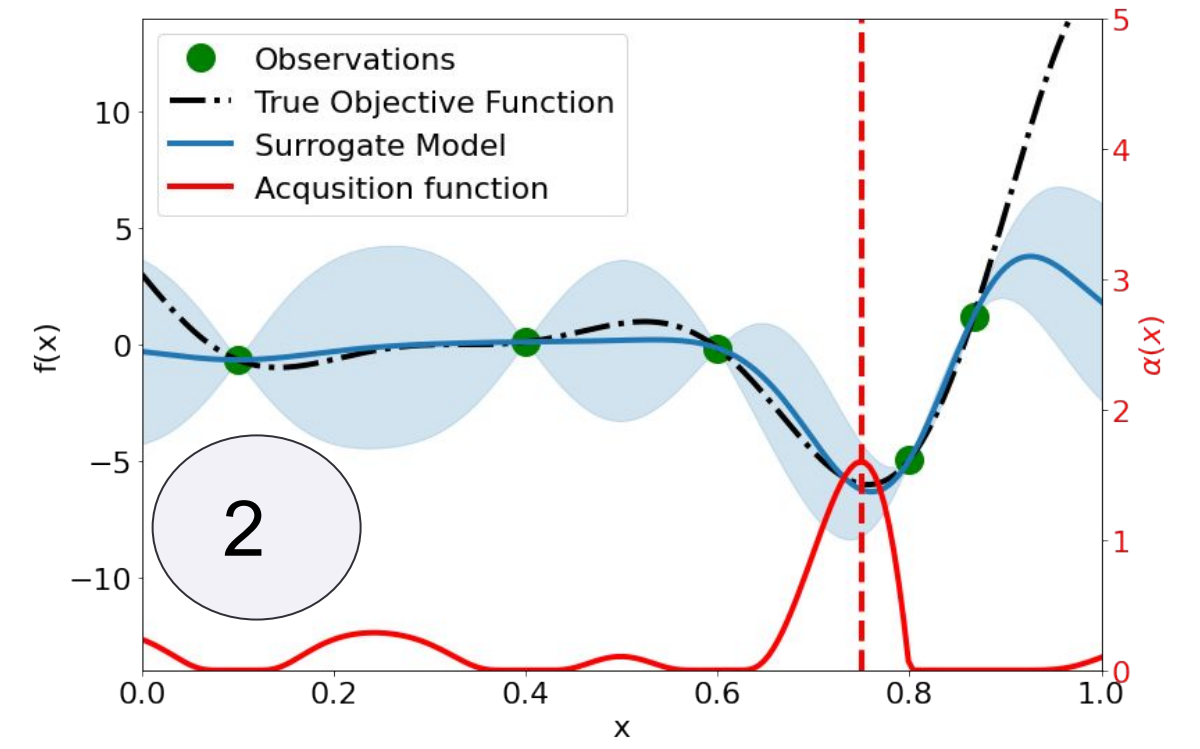 Observations
True Objective Function
Surrogate Model
Acqusition function
10
5
0
−5
−10
f(x)
2
0.0 0.2 0.4 0.6 0.8 1.0
x
5
4
3
2
1
0
α(x)